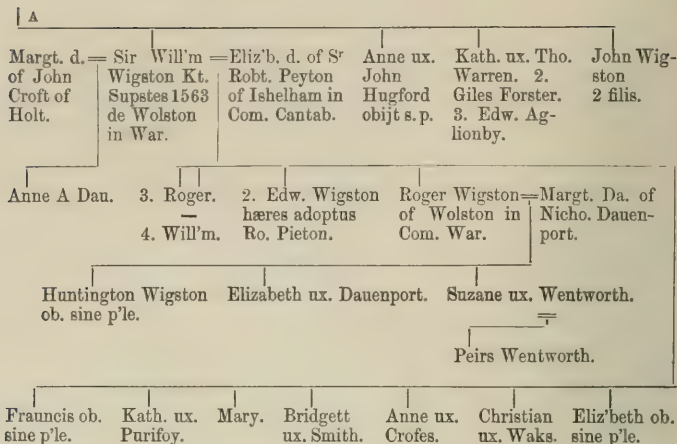 A
Margt. d. = Sir Will'm = Eliz'b. d. of Sr Anne ux. Kath. ux. Tho. John Wig-
of John Wigston Kt. Robt. Peyton John Warren. 2. ston
Croft of Supstes 1563 of Ishelham in Hugford Giles Forster. 2 filis.
Holt. de Wolston Com. Cantab. obijt s. p. 3. Edw. Ag-
in War. lionby.
Anne A Dau. 3. Roger. 2. Edw. Wigston Roger Wigston = Margt. Da. of
— hæres adoptus of Wolston in Nicho. Dauen-
4. Will'm. Ro. Pieton. Com. War. port.
Huntington Wigston Elizabeth ux. Dauenport. Suzane ux. Wentworth.
ob. sine p'le. =
Peirs Wentworth.
Frauncis ob. Kath. ux. Mary. Bridgett Anne ux. Christian Eliz'beth ob.
sine p'le. Purifoy. ux. Smith. Crofes. ux. Waks. sine p'le.